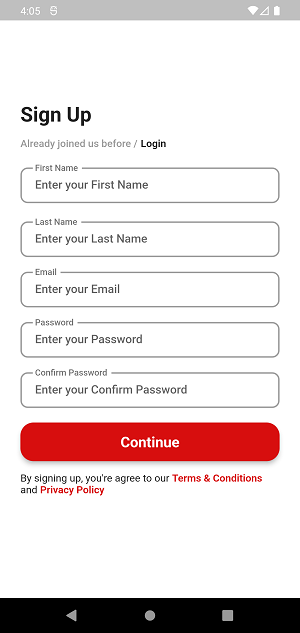 4:05
Sign Up
Already joined us before / Login
First Name
Enter your First Name
Last Name
Enter your Last Name
Email
Enter your Email
Password
Enter your Password
Confirm Password
Enter your Confirm Password
Continue
By signing up, you're agree to our Terms & Conditions
and Privacy Policy